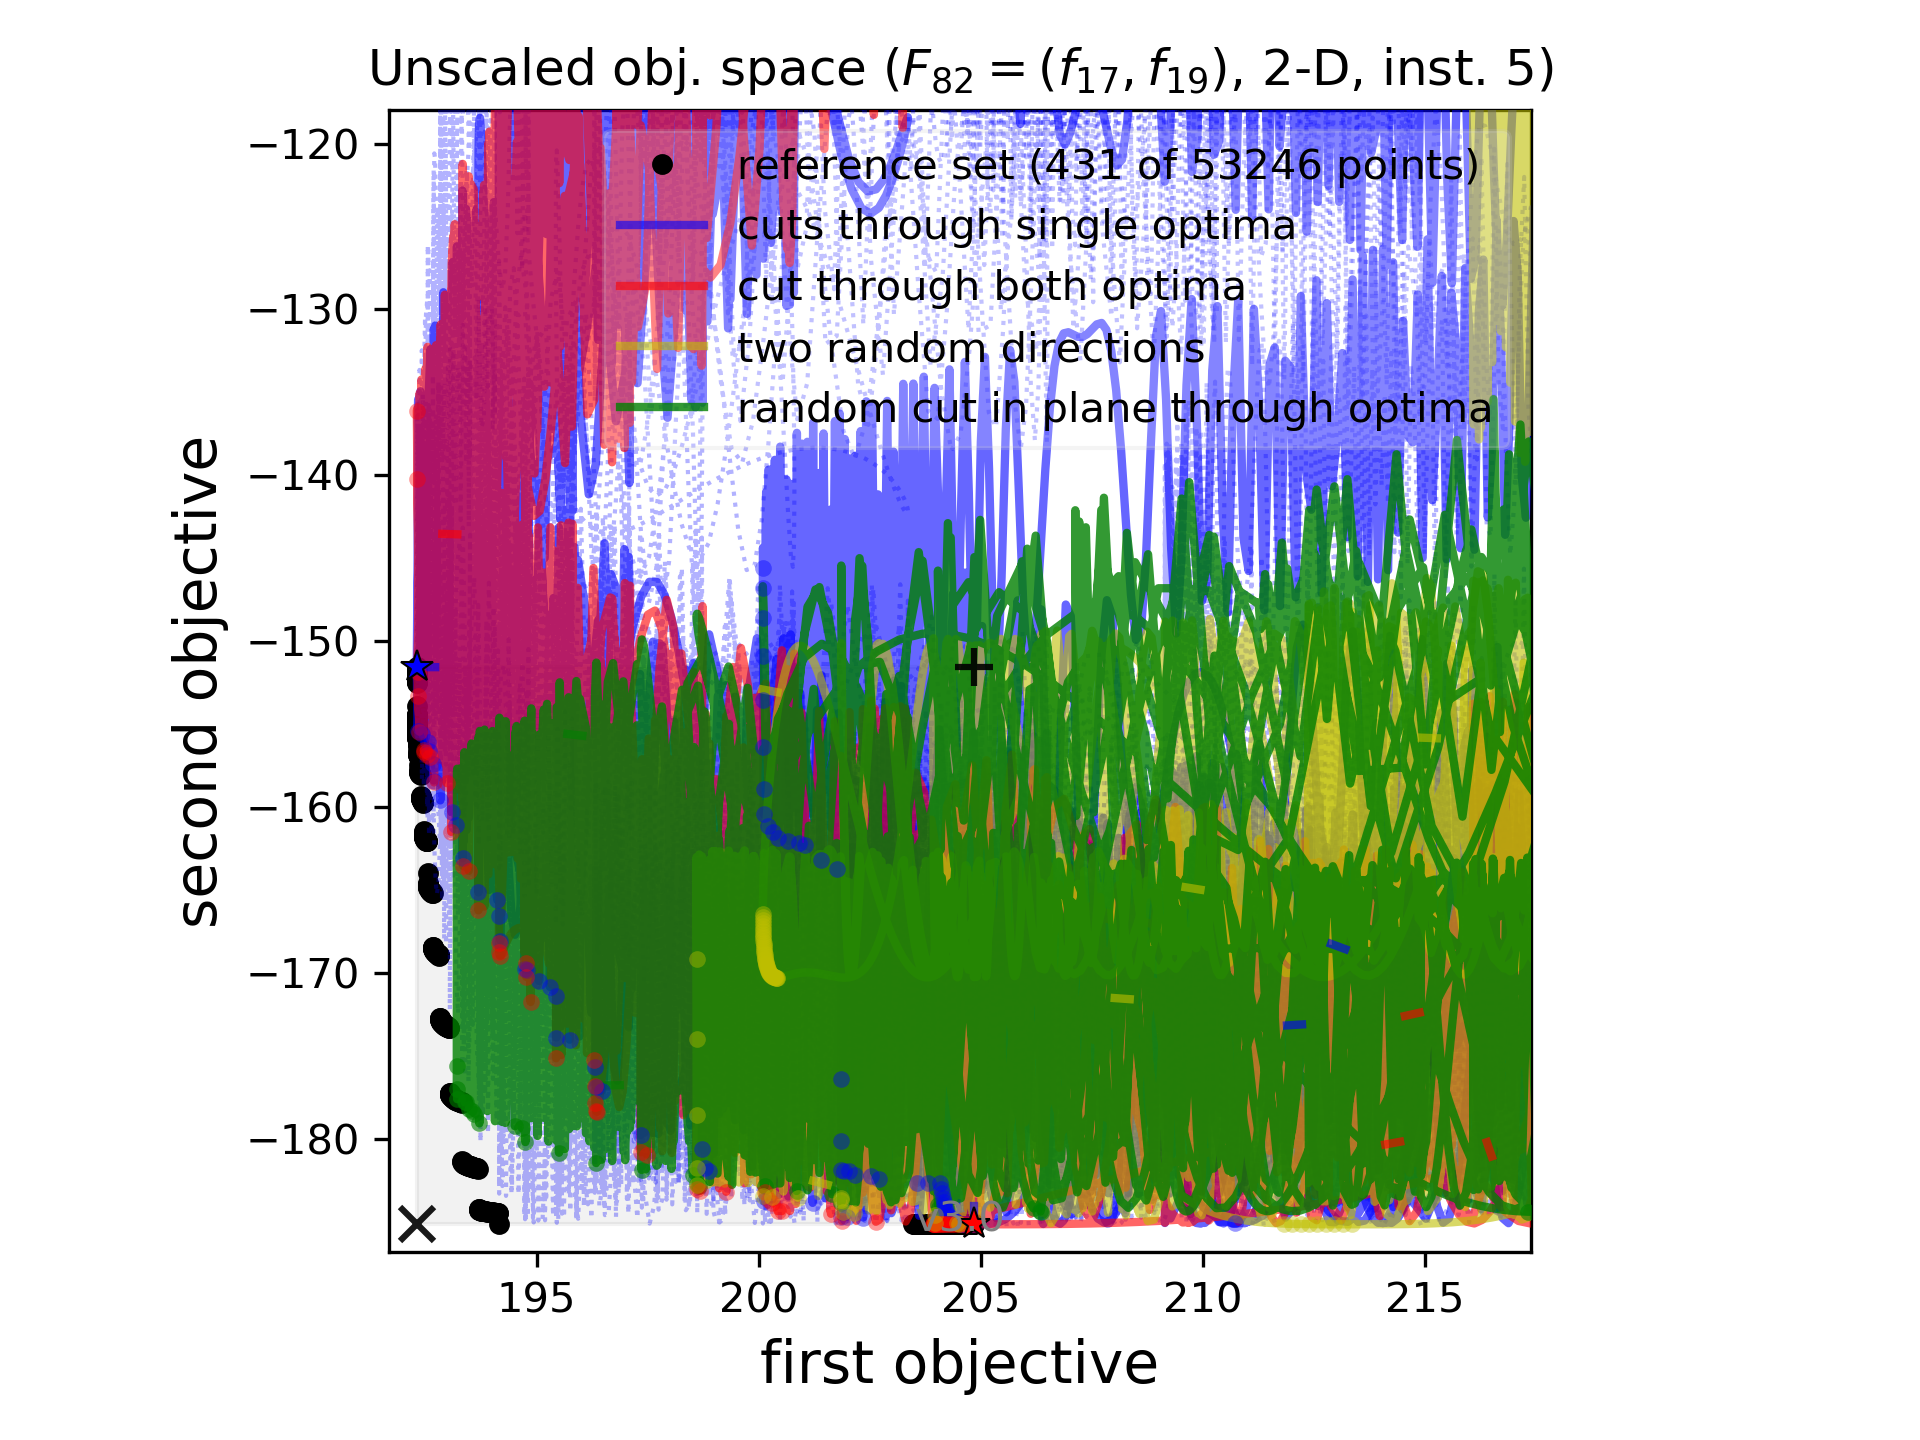 Unscaled obj. space (F₈₂ = (f₁₇, f₁₉), 2-D, inst. 5)
reference set (431 of 53246 points)
cuts through single optima
cut through both optima
two random directions
random cut in plane through optima
−120
−130
−140
−150
−160
−170
−180
second objective
195
200
205
210
215
first objective